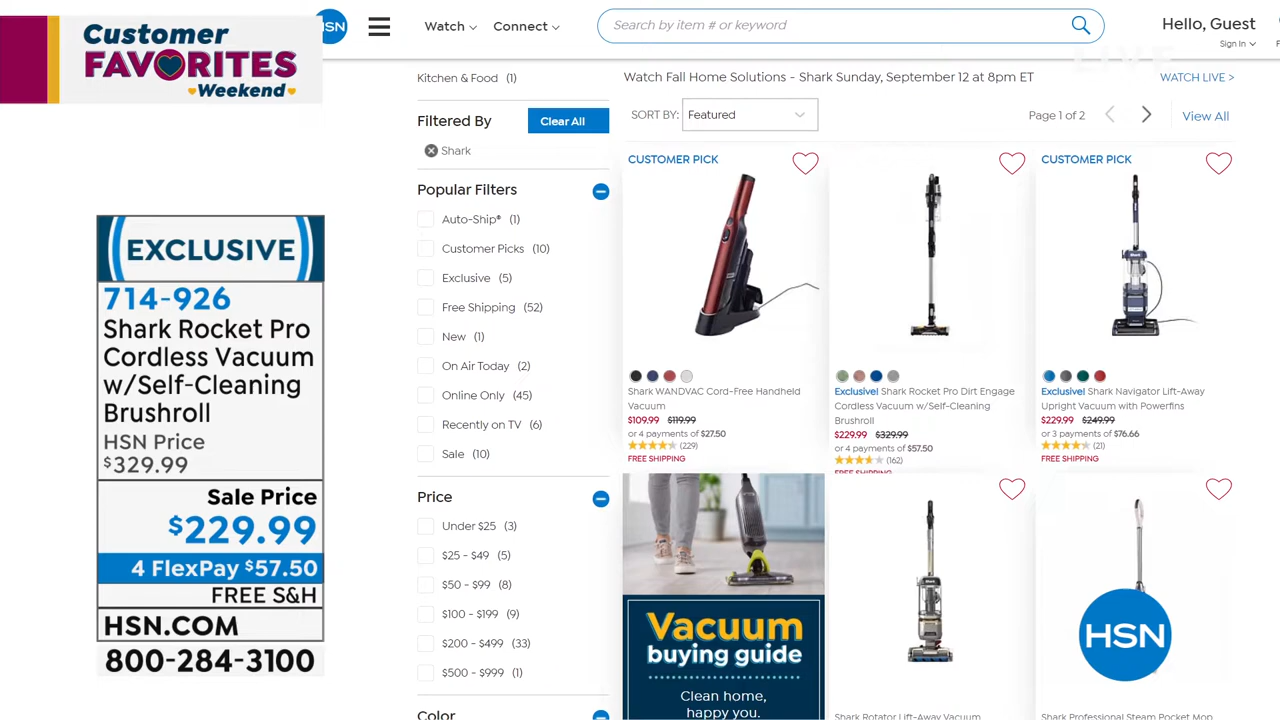 Customer
FAVORITES
Weekend
HSN
Watch
Connect
Search by item # or keyword
Hello, Guest
Sign In
LIVE
EXCLUSIVE
714-926
Shark Rocket Pro
Cordless Vacuum
w/Self-Cleaning
Brushroll
HSN Price
$329.99
Sale Price
$229.99
4 FlexPay $57.50
FREE S&H
HSN.COM
800-284-3100
Kitchen & Food (1)
Filtered By
Clear All
Shark
Popular Filters
Auto-Ship® (1)
Customer Picks (10)
Exclusive (5)
Free Shipping (52)
New (1)
On Air Today (2)
Online Only (45)
Recently on TV (6)
Sale (10)
Price
Under $25 (3)
$25 - $49 (5)
$50 - $99 (8)
$100 - $199 (9)
$200 - $499 (33)
$500 - $999 (1)
Color
Watch Fall Home Solutions - Shark Sunday, September 12 at 8pm ET
WATCH LIVE >
SORT BY: Featured
Page 1 of 2
View All
CUSTOMER PICK
Shark WANDVAC Cord-Free Handheld
Vacuum
$109.99 $119.99
or 4 payments of $27.50
(229)
FREE SHIPPING
Exclusive! Shark Rocket Pro Dirt Engage
Cordless Vacuum w/Self-Cleaning
Brushroll
$229.99 $329.99
or 4 payments of $57.50
(162)
FREE SHIPPING
CUSTOMER PICK
Exclusive! Shark Navigator Lift-Away
Upright Vacuum with Powerfins
$229.99 $249.99
or 3 payments of $76.66
(21)
FREE SHIPPING
Vacuum
buying guide
Clean home,
happy you.
Shark
Shark Rotator Lift-Away Vacuum
HSN
Shark Professional Steam Pocket Mop